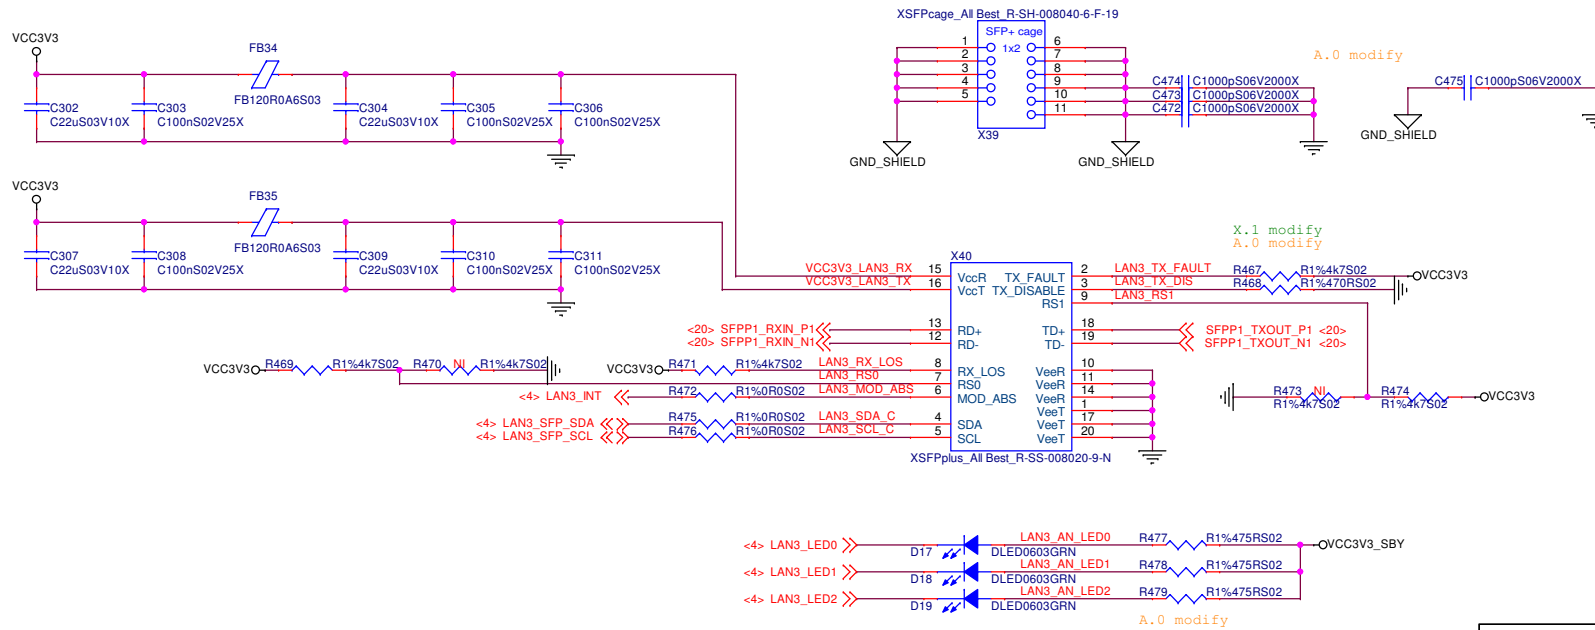 XSFPcage_All Best_R-SH-008040-6-F-19
SFP+ cage
1x2
1
2
3
4
5
6
7
8
9
10
11
X39
GND_SHIELD
GND_SHIELD
A.0 modify
C474 C1000pS06V2000X
C473 C1000pS06V2000X
C472 C1000pS06V2000X
C475 C1000pS06V2000X
GND_SHIELD
VCC3V3
FB34
FB120R0A6S03
C302
C22uS03V10X
C303
C100nS02V25X
C304
C22uS03V10X
C305
C100nS02V25X
C306
C100nS02V25X
VCC3V3
FB35
FB120R0A6S03
C307
C22uS03V10X
C308
C100nS02V25X
C309
C22uS03V10X
C310
C100nS02V25X
C311
C100nS02V25X
X.1 modify
A.0 modify
X40
VCC3V3_LAN3_RX 15 VccR
VCC3V3_LAN3_TX 16 VccT
<20> SFPP1_RXIN_P1 13 RD+
<20> SFPP1_RXIN_N1 12 RD-
VCC3V3 R469 R1%4k7S02 R470 NI R1%4k7S02
VCC3V3 R471 R1%4k7S02 LAN3_RX_LOS 8 RX_LOS
LAN3_RS0 7 RS0
<4> LAN3_INT R472 R1%0R0S02 LAN3_MOD_ABS 6 MOD_ABS
<4> LAN3_SFP_SDA R475 R1%0R0S02 LAN3_SDA_C 4 SDA
<4> LAN3_SFP_SCL R476 R1%0R0S02 LAN3_SCL_C 5 SCL
TX_FAULT 2 LAN3_TX_FAULT R467 R1%4k7S02 VCC3V3
TX_DISABLE 3 LAN3_TX_DIS R468 R1%470RS02
RS1 9 LAN3_RS1
TD+ 18 SFPP1_TXOUT_P1 <20>
TD- 19 SFPP1_TXOUT_N1 <20>
VeeR 10
VeeR 11
VeeR 14
VeeT 1
VeeT 17
VeeT 20
R473 NI R1%4k7S02
R474 R1%4k7S02 VCC3V3
XSFPplus_All Best_R-SS-008020-9-N
<4> LAN3_LED0 D17 DLED0603GRN LAN3_AN_LED0 R477 R1%475RS02 VCC3V3_SBY
<4> LAN3_LED1 D18 DLED0603GRN LAN3_AN_LED1 R478 R1%475RS02
<4> LAN3_LED2 D19 DLED0603GRN LAN3_AN_LED2 R479 R1%475RS02
A.0 modify